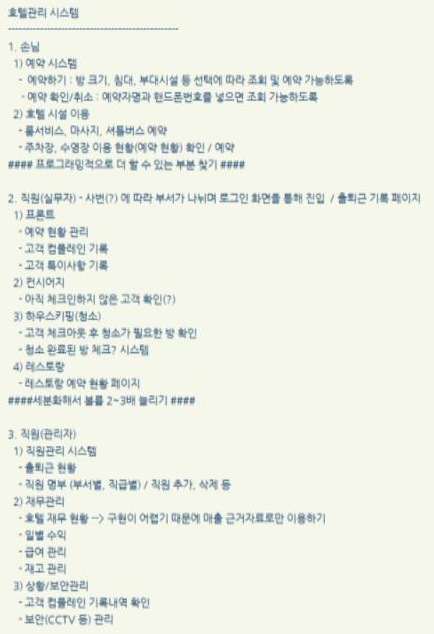 호텔관리 시스템
------------------------------------------------
1. 손님
1) 예약 시스템
- 예약하기 : 방 크기, 침대, 부대시설 등 선택에 따라 조회 및 예약 가능하도록
- 예약 확인/취소 : 예약자명과 핸드폰번호를 넣으면 조회 가능하도록
2) 호텔 시설 이용
- 룸서비스, 마사지, 셔틀버스 예약
- 주차장, 수영장 이용 현황(예약 현황) 확인 / 예약
#### 프로그래밍적으로 더 할 수 있는 부분 찾기 ####
2. 직원(실무자) - 사번(?) 에 따라 부서가 나뉘며 로그인 화면을 통해 진입 / 출퇴근 기록 페이지
1) 프론트
- 예약 현황 관리
- 고객 컴플레인 기록
- 고객 특이사항 기록
2) 컨시어지
- 아직 체크인하지 않은 고객 확인(?)
3) 하우스키핑(청소)
- 고객 체크아웃 후 청소가 필요한 방 확인
- 청소 완료된 방 체크? 시스템
4) 레스토랑
- 레스토랑 예약 현황 페이지
####세분화해서 볼륨 2~3배 늘리기 ####
3. 직원(관리자)
1) 직원관리 시스템
- 출퇴근 현황
- 직원 명부 (부서별, 직급별) / 직원 추가, 삭제 등
2) 재무관리
- 호텔 재무 현황 --> 구현이 어렵기 때문에 매출 근거자료로만 이용하기
- 일별 수익
- 급여 관리
- 재고 관리
3) 상황/보안관리
- 고객 컴플레인 기록내역 확인
- 보안(CCTV 등) 관리